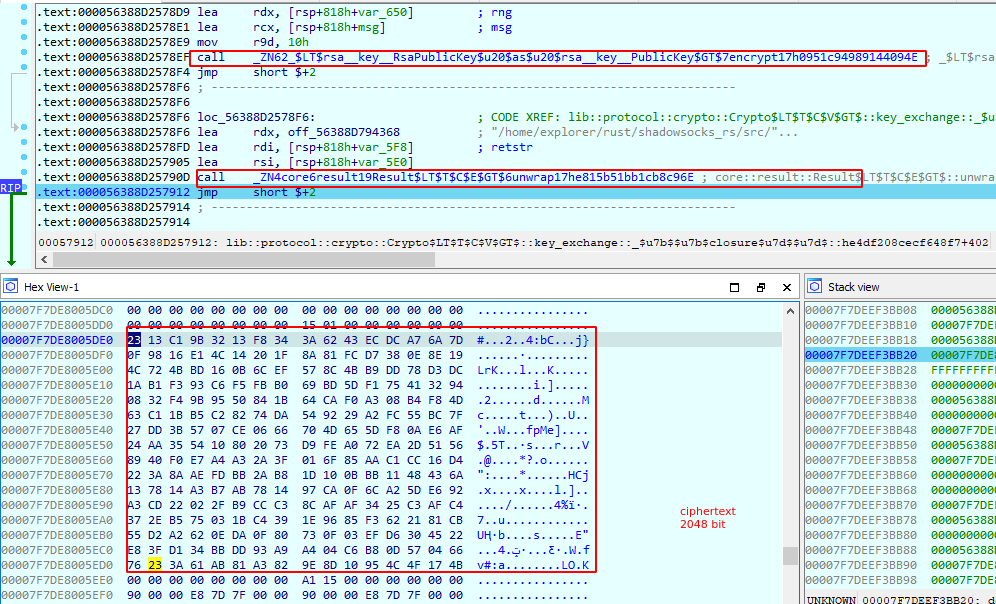 .text:000056388D2578D9 lea rdx, [rsp+818h+var_650] ; rng
.text:000056388D2578E1 lea rcx, [rsp+818h+msg] ; msg
.text:000056388D2578E9 mov r9d, 10h
.text:000056388D2578EF call _ZN62_$LT$rsa__key__RsaPublicKey$u20$as$u20$rsa__key__PublicKey$GT$7encrypt17h0951c94989144094E ; _$LT$rsa
.text:000056388D2578F4 jmp short $+2
.text:000056388D2578F6 ; ---------------------------------------------------------------------------
.text:000056388D2578F6
.text:000056388D2578F6 loc_56388D2578F6: ; CODE XREF: lib::protocol::crypto::Crypto$LT$T$C$V$GT$::key_exchange::_$u
.text:000056388D2578F6 lea rdx, off_56388D794368 ; "/home/explorer/rust/shadowsocks_rs/src/"...
.text:000056388D2578FD lea rdi, [rsp+818h+var_5F8] ; retstr
.text:000056388D257905 lea rsi, [rsp+818h+var_5E0]
.text:000056388D25790D call _ZN4core6result19Result$LT$T$C$E$GT$6unwrap17he815b51bb1cb8c96E ; core::result::Result$LT$T$C$E$GT$::unwra
RIP .text:000056388D257912 jmp short $+2
.text:000056388D257914 ; ---------------------------------------------------------------------------
.text:000056388D257914
00057912 000056388D257912: lib::protocol::crypto::Crypto$LT$T$C$V$GT$::key_exchange::_$u7b$$u7b$closure$u7d$$u7d$::he4df208cecf648f7+402
Hex View-1
00007F7DE8005DC0 00 00 00 00 00 00 00 00 00 00 00 00 00 00 00 00 ................
00007F7DE8005DD0 00 00 00 00 00 00 00 00 15 01 00 00 00 00 00 00 ................
00007F7DE8005DE0 23 13 C1 9B 32 13 F8 34 3A 62 43 EC DC A7 6A 7D #...2..4:bC...j}
00007F7DE8005DF0 0F 98 16 E1 4C 14 20 1F 8A 81 FC D7 38 0E 8E 19
00007F7DE8005E00 4C 72 4B BD 16 0B 6C EF 57 8C 4B B9 DD 78 D3 DC LrK...l...K.....
00007F7DE8005E10 1A B1 F3 93 C6 F5 FB B0 69 BD 5D F1 75 41 32 94
00007F7DE8005E20 08 32 F4 9B 95 50 84 1B 64 CA F0 A3 08 B4 F8 4D .2......d......M
00007F7DE8005E30 63 C1 1B B5 C2 82 74 DA 54 92 29 A2 FC 55 BC 7F
00007F7DE8005E40 27 DD 3B 57 07 CE 06 66 70 4D 65 5D F8 0A E6 AF
00007F7DE8005E50 24 AA 35 54 10 80 20 73 D9 FE A0 72 EA 2D 51 56
00007F7DE8005E60 89 40 F0 E7 A4 A3 2A 3F 01 6F 85 AA C1 CC 16 D4
00007F7DE8005E70 22 3A 8A AE FD BB 2A B8 1D 10 0B BB 11 48 43 6A
00007F7DE8005E80 13 78 14 A3 B7 AB 78 14 97 CA 0F 6C A2 5D E6 92
00007F7DE8005E90 A3 CD 22 02 2F B9 CC C3 8C AF AF 34 25 C3 AF C4
00007F7DE8005EA0 37 2E B5 75 03 1B C4 39 1E 96 85 F3 62 21 81 CB
00007F7DE8005EB0 55 D2 A2 62 0E DA 0F 80 73 0F 03 EF D6 30 45 22
00007F7DE8005EC0 E8 3F D1 34 BB DD 93 A9 A4 04 C6 B8 0D 57 04 66
00007F7DE8005ED0 76 23 3A 61 AB 81 A3 82 9E 8D 10 95 4C 4F 17 4B v#:a........LO.K
00007F7DE8005EE0 00 00 00 00 00 00 00 00 A1 15 00 00 00 00 00 00 ................
00007F7DE8005EF0 90 00 00 E8 7D 7F 00 00 90 00 00 E8 7D 7F 00 00
ciphertext
2048 bit
Stack view
00007F7DEEF3BB08 000056388
00007F7DEEF3BB10 00007F7DE
00007F7DEEF3BB18 000056388
00007F7DEEF3BB20 00007F7DE8
00007F7DEEF3BB28 FFFFFFFFF
00007F7DEEF3BB30 000000000
00007F7DEEF3BB38 000056388
00007F7DEEF3BB40 000000000
00007F7DEEF3BB48 00007F7DE
00007F7DEEF3BB50 000056388
00007F7DEEF3BB58 00007F7DE
00007F7DEEF3BB60 000000000
00007F7DEEF3BB68 000000000
00007F7DEEF3BB70 000056388
00007F7DEEF3BB78 00007F7DE
00007F7DEEF3BB80 000000000
00007F7DEEF3BB88 000056388
00007F7DEEF3BB90 00007F7DE
00007F7DEEF3BB98 000000000
UNKNOWN 00007F7DEEF3BB20: d